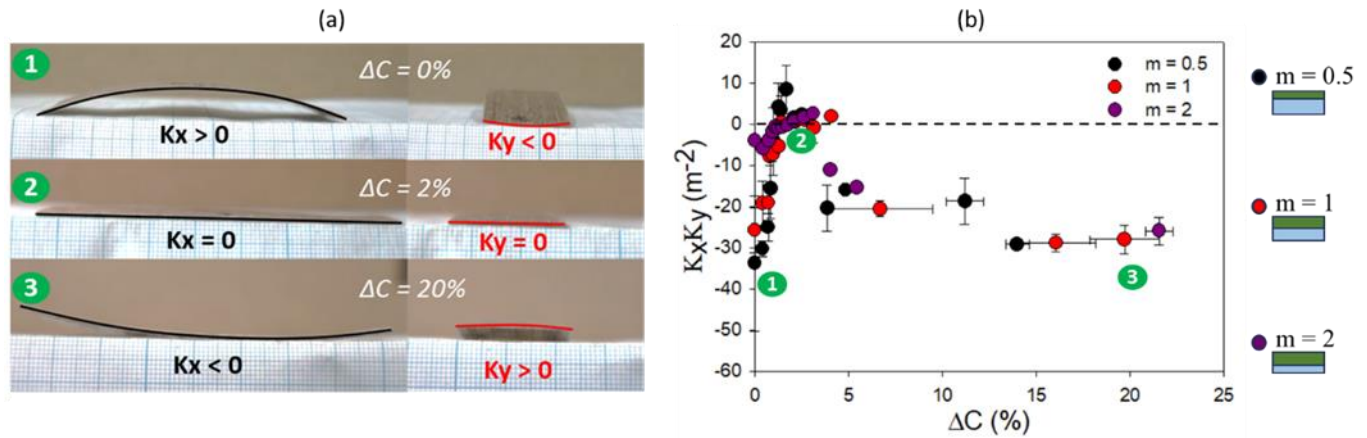 (a)
(b)
1
ΔC = 0%
Kx > 0
Ky < 0
2
ΔC = 2%
Kx = 0
Ky = 0
3
ΔC = 20%
Kx < 0
Ky > 0
20
10
0
-10
-20
-30
-40
-50
-60
KxKy (m-2)
m = 0.5
m = 1
m = 2
1
2
3
0
5
10
15
20
25
ΔC (%)
m = 0.5
m = 1
m = 2